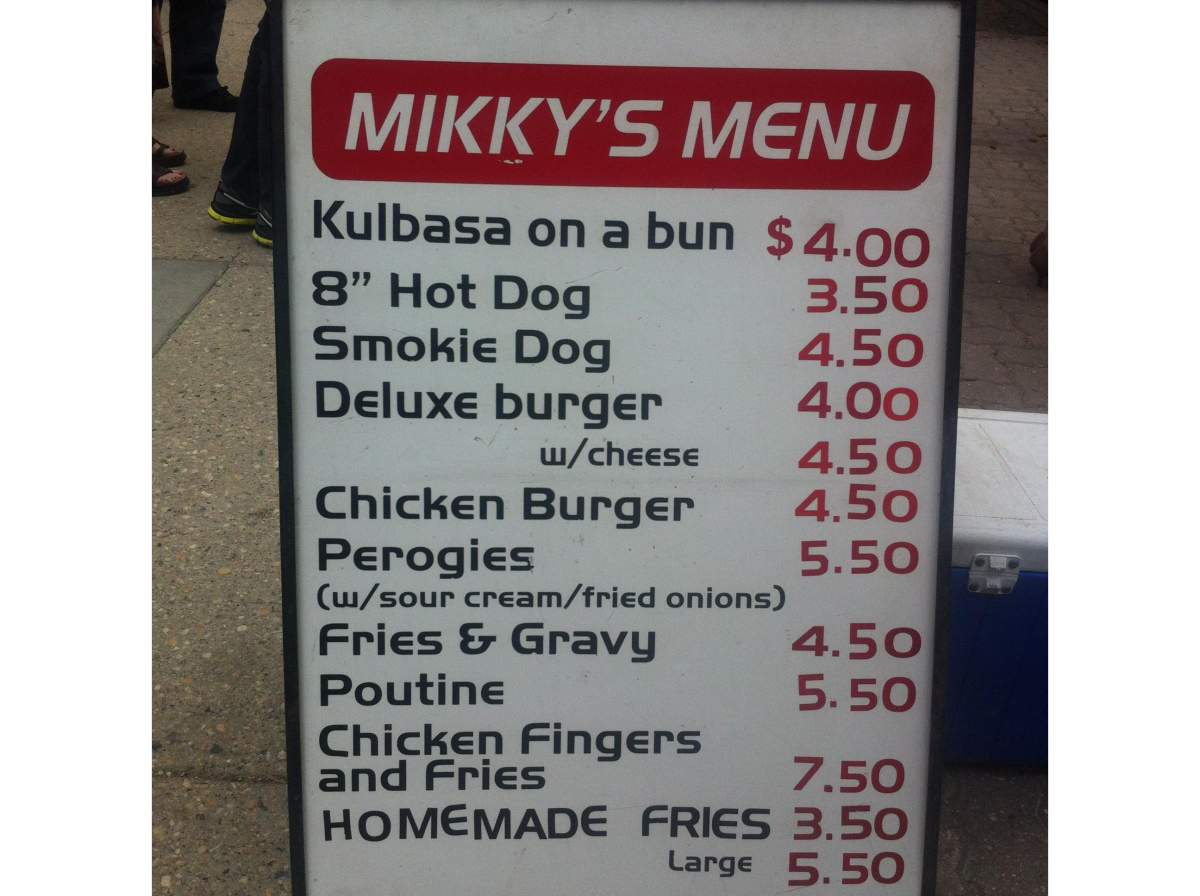 MIKKY'S MENU
Kulbasa on a bun $4.00
8" Hot Dog 3.50
Smokie Dog 4.50
Deluxe burger 4.00
w/cheese 4.50
Chicken Burger 4.50
Perogies 5.50
(w/sour cream/fried onions)
Fries & Gravy 4.50
Poutine 5.50
Chicken Fingers
and Fries 7.50
HOMEMADE FRIES 3.50
Large 5.50